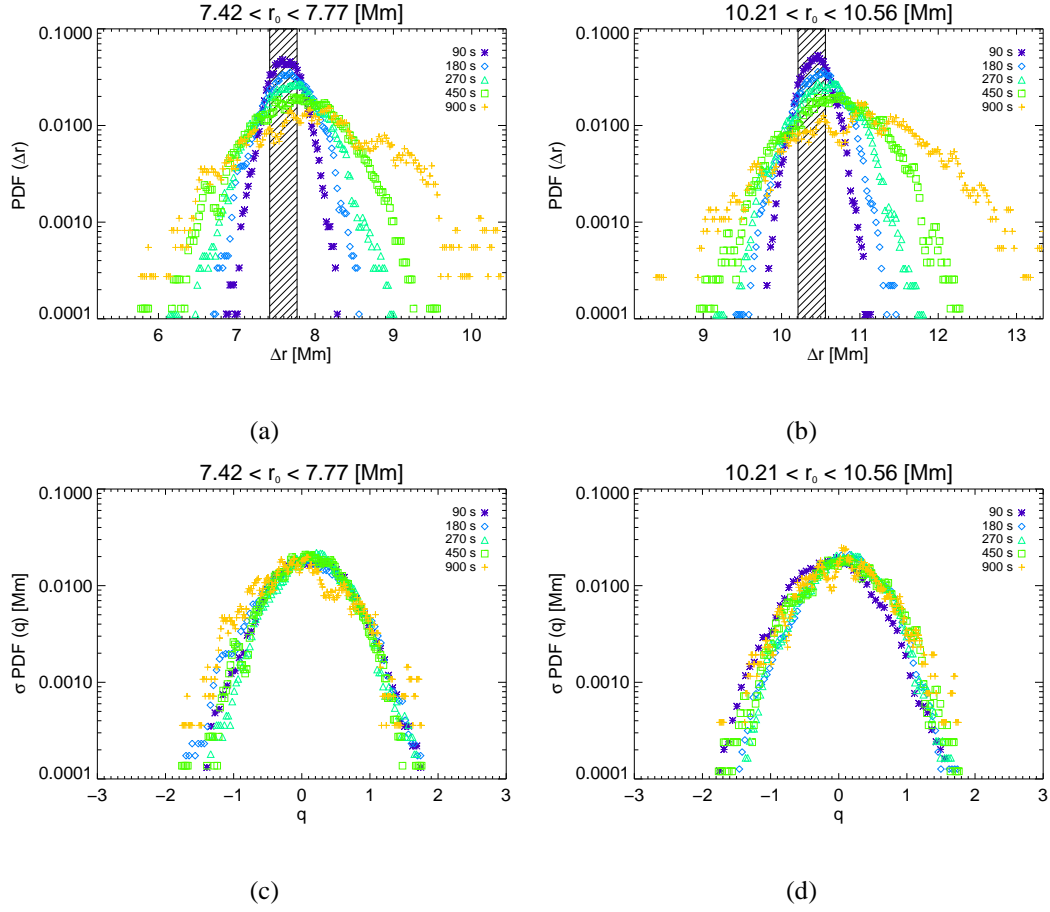 7.42 < r₀ < 7.77 [Mm]
0.1000
0.0100
0.0010
0.0001
PDF (Δr)
90 s
180 s
270 s
450 s
900 s
6 7 8 9 10
Δr [Mm]
(a)
10.21 < r₀ < 10.56 [Mm]
0.1000
0.0100
0.0010
0.0001
PDF (Δr)
90 s
180 s
270 s
450 s
900 s
9 10 11 12 13
Δr [Mm]
(b)
7.42 < r₀ < 7.77 [Mm]
0.1000
0.0100
0.0010
0.0001
σ PDF (q) [Mm]
90 s
180 s
270 s
450 s
900 s
−3 −2 −1 0 1 2 3
q
(c)
10.21 < r₀ < 10.56 [Mm]
0.1000
0.0100
0.0010
0.0001
σ PDF (q) [Mm]
90 s
180 s
270 s
450 s
900 s
−3 −2 −1 0 1 2 3
q
(d)